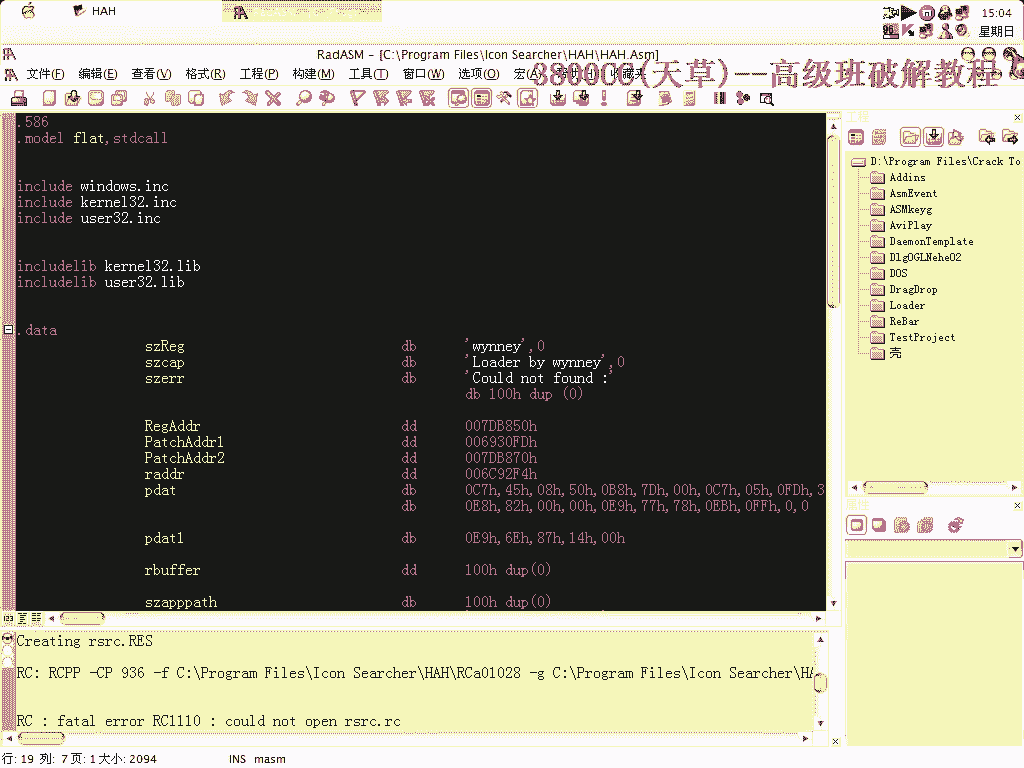 HAH
15:04
星期日
RadASM - [C:\Program Files\Icon Searcher\HAH\HAH.Asm]
文件(F) 编辑(E) 查看(V) 格式(R) 工程(P) 构建(M) 工具(T) 窗口(W) 选项(O) 宏(A)
(天草)--高级班破解教程
.586
.model flat,stdcall
include windows.inc
include kernel32.inc
include user32.inc
includelib kernel32.lib
includelib user32.lib
.data
szReg db 'wynney',0
szcap db 'Loader by wynney',0
szerr db 'Could not found :'
db 100h dup (0)
RegAddr dd 007DB850h
PatchAddr1 dd 006930FDh
PatchAddr2 dd 007DB870h
raddr dd 006C92F4h
pdat db 0C7h,45h,08h,50h,0B8h,7Dh,00h,0C7h,05h,0FDh,3
db 0E8h,82h,00h,00h,0E9h,77h,78h,0EBh,0FFh,0,0
pdat1 db 0E9h,6Eh,87h,14h,00h
rbuffer dd 100h dup(0)
szapppath db 100h dup(0)
工程
D:\Program Files\Crack To
Addins
AsmEvent
ASMkeyg
AviPlay
DaemonTemplate
DlgOGLNehe02
DOS
DragDrop
Loader
ReBar
TestProject
壳
属性
Creating rsrc.RES
RC: RCPP -CP 936 -f C:\Program Files\Icon Searcher\HAH\RCa01028 -g C:\Program Files\Icon Searcher\HA
RC : fatal error RC1110 : could not open rsrc.rc
行: 19 列: 7 页: 1 大小: 2094 INS masm